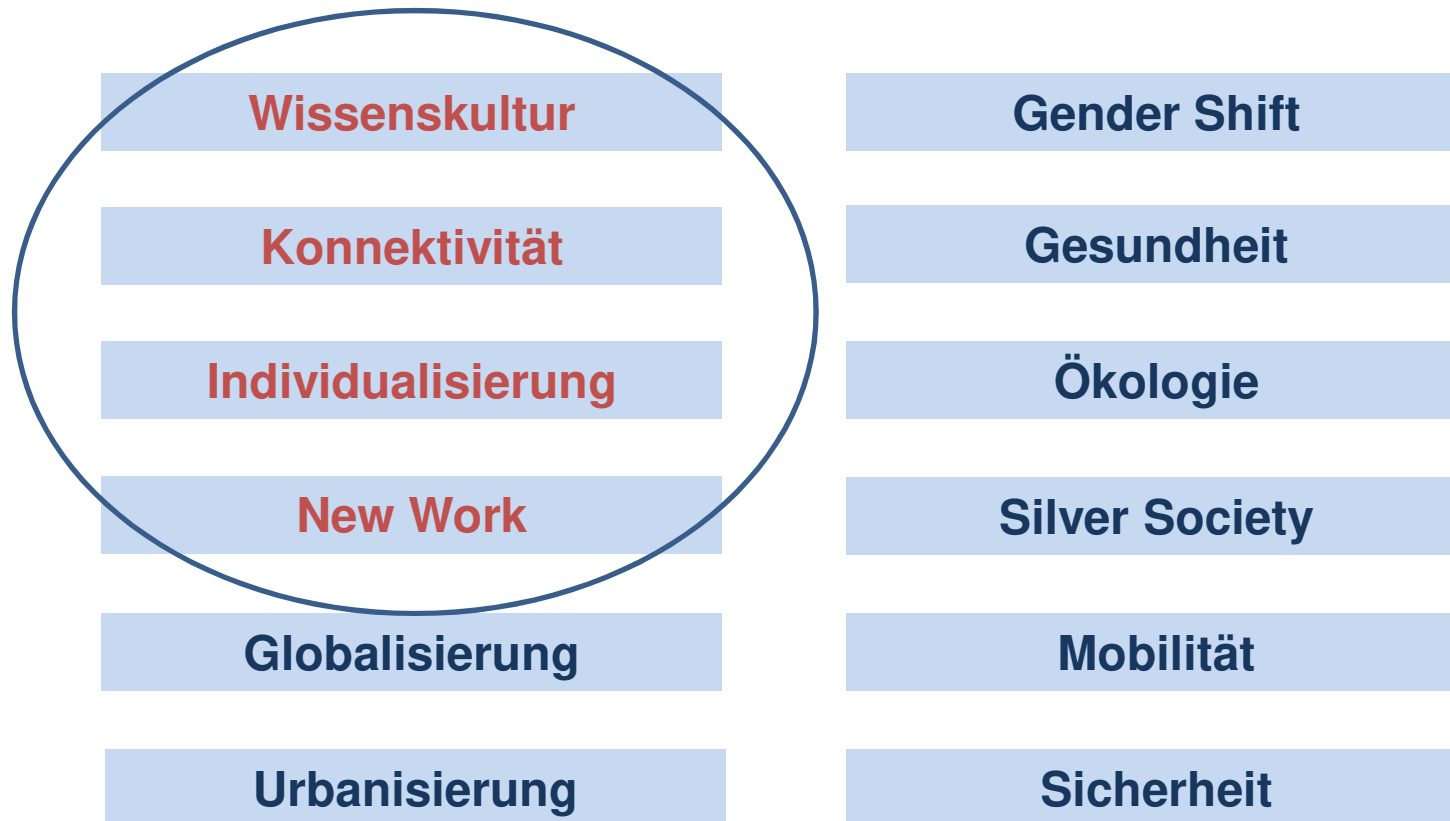 Wissenskultur
Konnektivität
Individualisierung
New Work
Globalisierung
Urbanisierung
Gender Shift
Gesundheit
Ökologie
Silver Society
Mobilität
Sicherheit